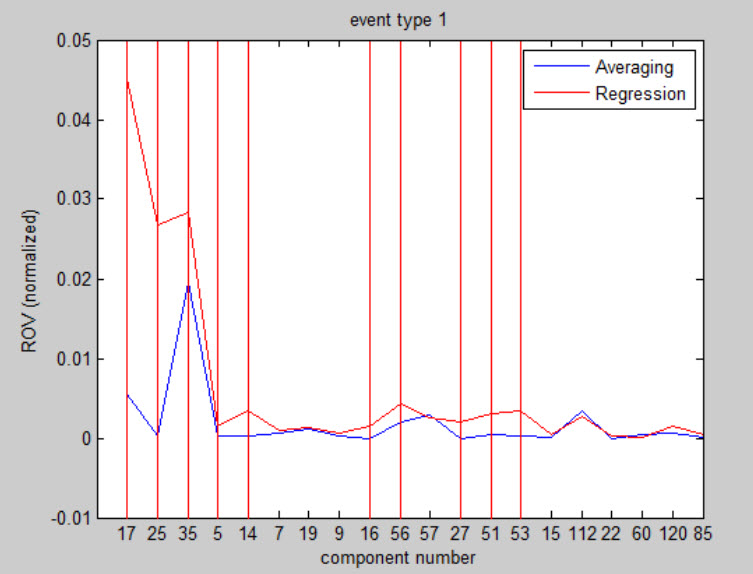 event type 1
0.05
0.04
0.03
0.02
0.01
0
-0.01
ROV (normalized)
Averaging
Regression
17 25 35 5 14 7 19 9 16 56 57 27 51 53 15 112 22 60 120 85
component number